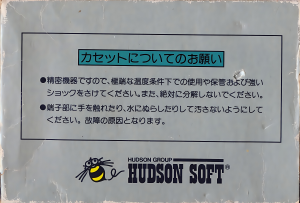 カセットについてのお願い
●精密機器ですので、極端な温度条件下での使用や保管および強い
ショックをさけてください。また、絶対に分解しないでください。
●端子部に手を触れたり、水にぬらしたりして汚さないようにして
ください。故障の原因となります。
HUDSON GROUP
HUDSON SOFT®